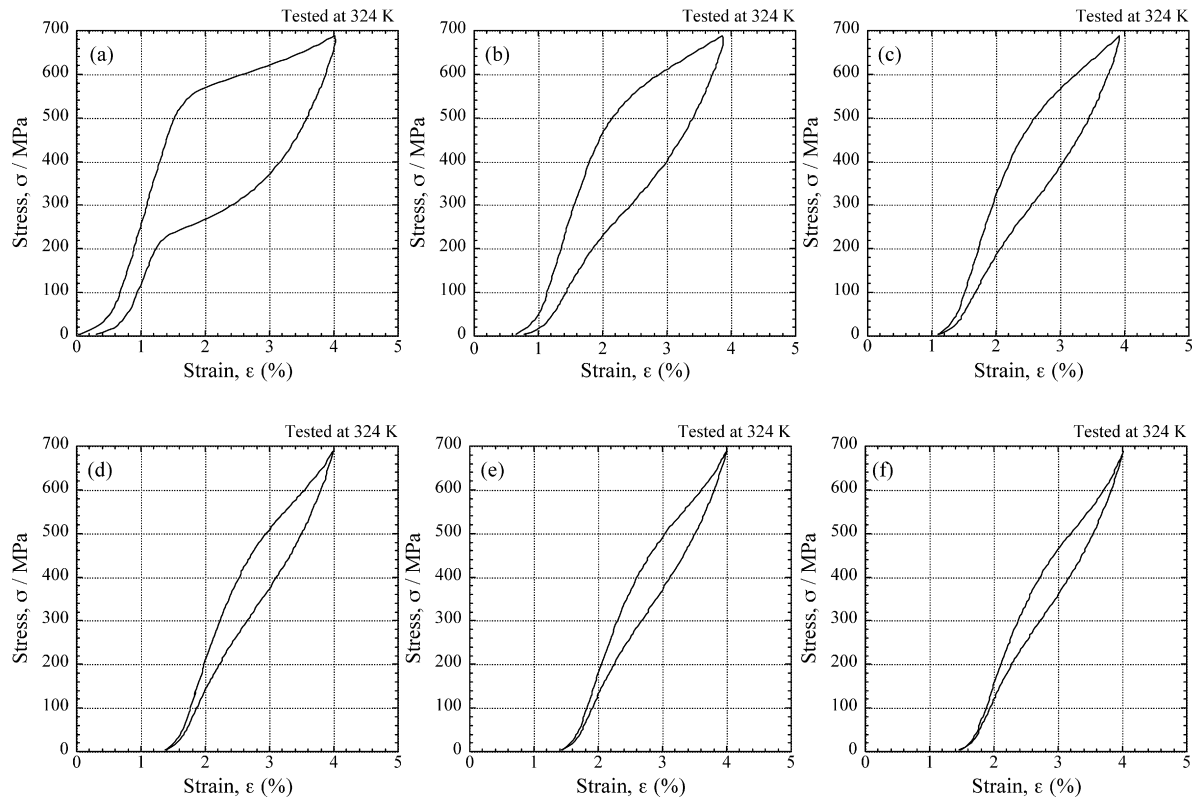 Tested at 324 K
(a)
700
600
500
400
300
200
100
0
0 1 2 3 4 5
Stress, σ / MPa
Strain, ε (%)
Tested at 324 K
(b)
700
600
500
400
300
200
100
0
0 1 2 3 4 5
Stress, σ / MPa
Strain, ε (%)
Tested at 324 K
(c)
700
600
500
400
300
200
100
0
0 1 2 3 4 5
Stress, σ / MPa
Strain, ε (%)
Tested at 324 K
(d)
700
600
500
400
300
200
100
0
0 1 2 3 4 5
Stress, σ / MPa
Strain, ε (%)
Tested at 324 K
(e)
700
600
500
400
300
200
100
0
0 1 2 3 4 5
Stress, σ / MPa
Strain, ε (%)
Tested at 324 K
(f)
700
600
500
400
300
200
100
0
0 1 2 3 4 5
Stress, σ / MPa
Strain, ε (%)